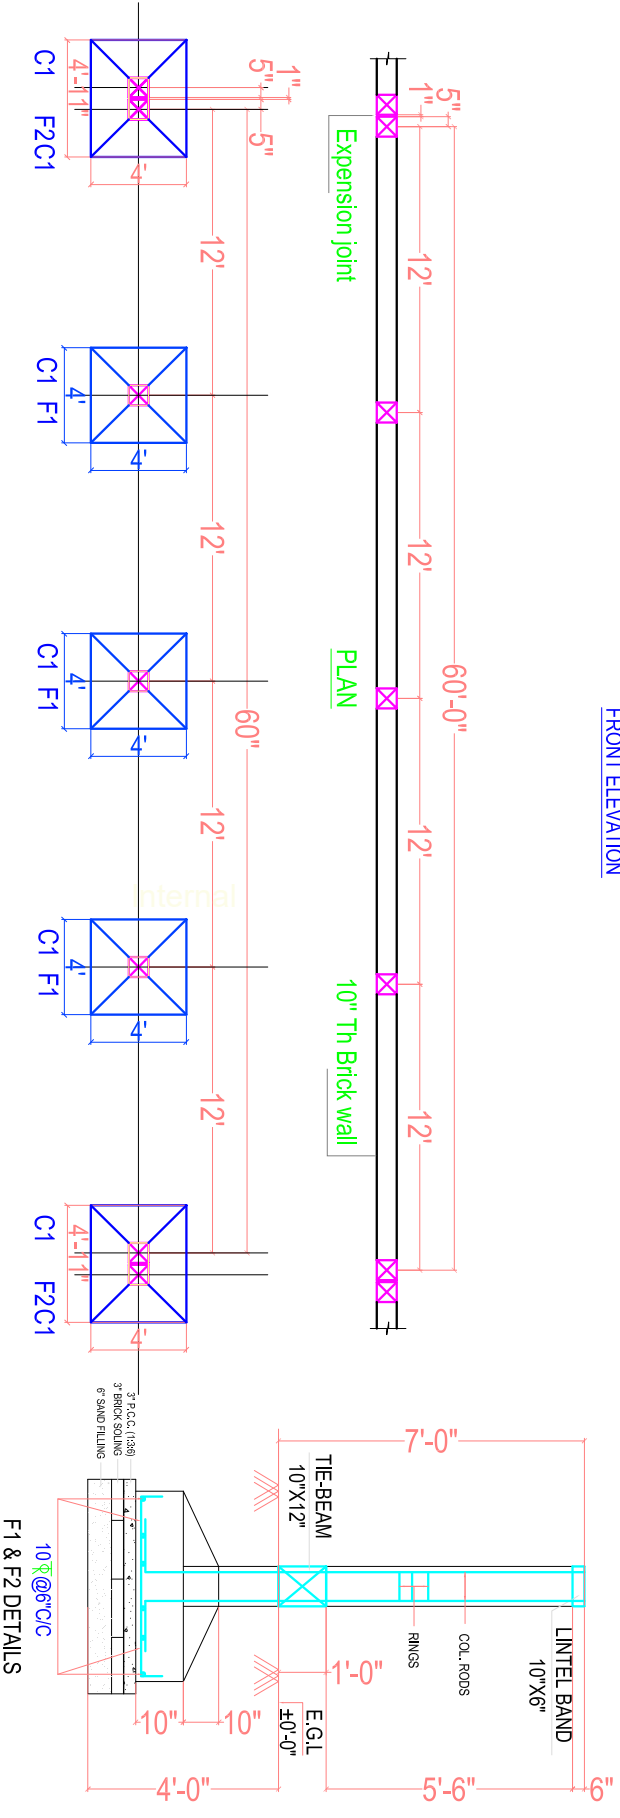 FRONT ELEVATION
5"
1"
12'
12'
60'-0"
12'
12'
Expension joint
PLAN
10" Th Brick wall
1"
5"
5"
12'
12'
60"
12'
12'
4'
4'
4'
4'
4'
4'-11"
4'
4'
4'
4'-11"
C1 F2C1
C1 F1
C1 F1
C1 F1
C1 F2C1
Internal
6"
LINTEL BAND
10"X6"
5'-6"
7'-0"
COL. RODS
RINGS
TIE-BEAM
10"X12"
1'-0"
E.G.L
±0'-0"
10"
10"
4'-0"
3" P.C.C. (1:3:6)
3" BRICK SOLING
6" SAND FILLING
10 @6"C/C
F1 & F2 DETAILS